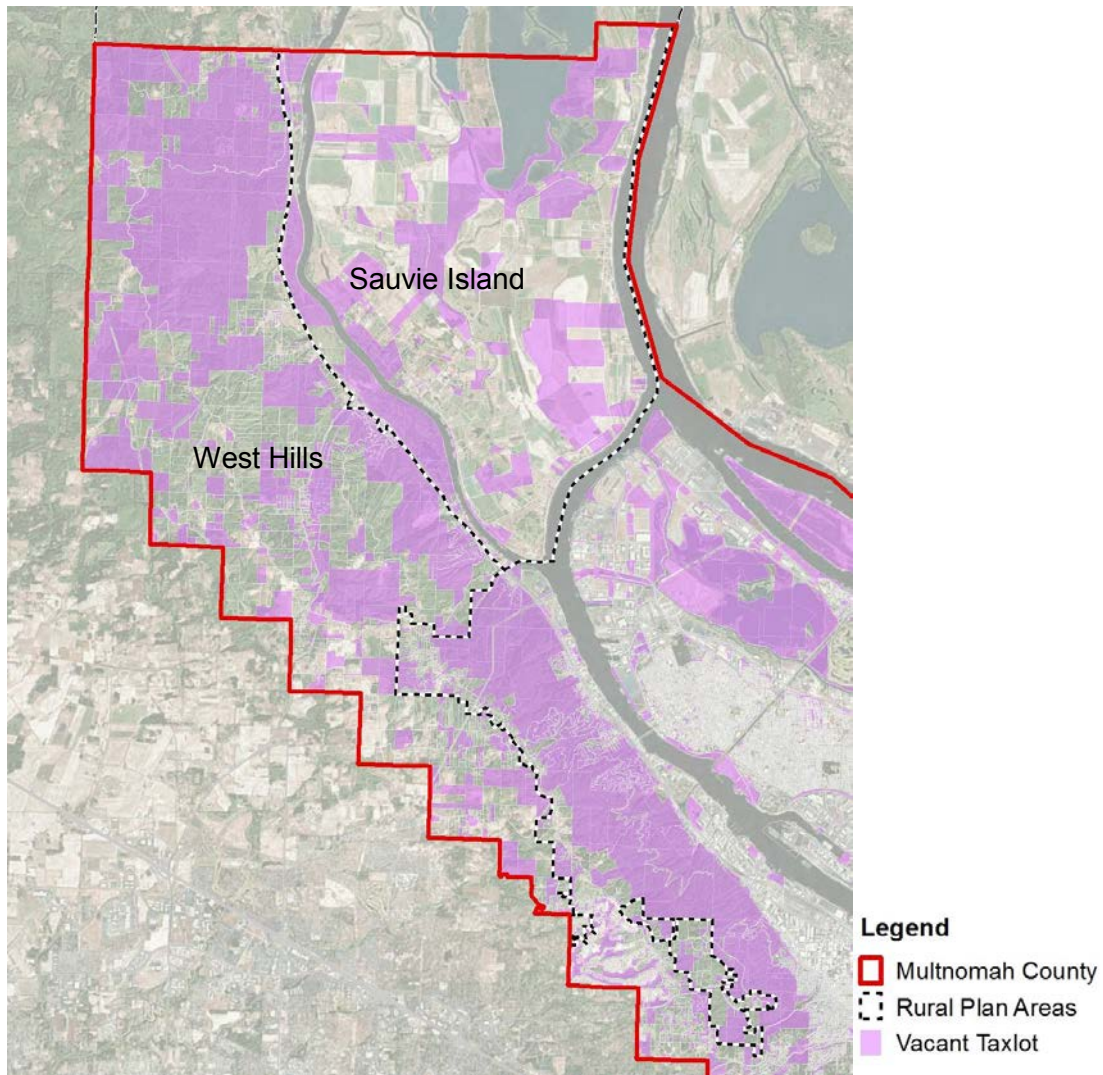 Sauvie Island
West Hills
Legend
Multnomah County
Rural Plan Areas
Vacant Taxlot